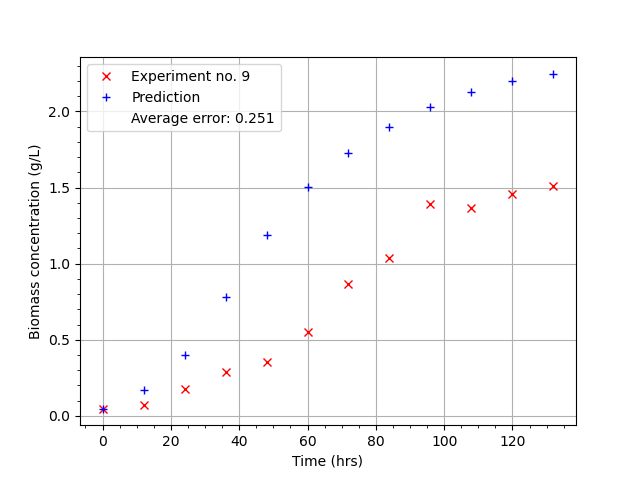 Experiment no. 9
Prediction
Average error: 0.251
Biomass concentration (g/L)
2.0
1.5
1.0
0.5
0.0
0 20 40 60 80 100 120
Time (hrs)